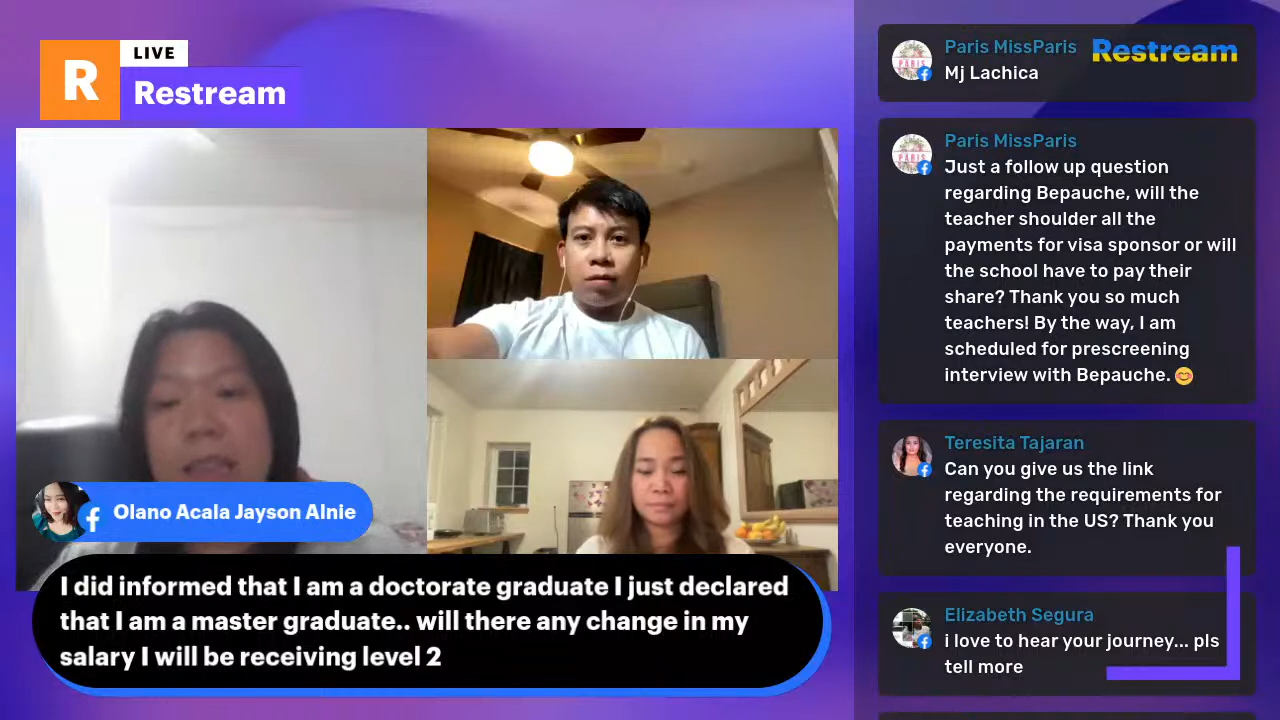 R
LIVE
Restream
Olano Acala Jayson Alnie
I did informed that I am a doctorate graduate I just declared
that I am a master graduate.. will there any change in my
salary I will be receiving level 2
Restream
Paris MissParis
Mj Lachica
Paris MissParis
Just a follow up question
regarding Bepauche, will the
teacher shoulder all the
payments for visa sponsor or will
the school have to pay their
share? Thank you so much
teachers! By the way, I am
scheduled for prescreening
interview with Bepauche. 😊
Teresita Tajaran
Can you give us the link
regarding the requirements for
teaching in the US? Thank you
everyone.
Elizabeth Segura
i love to hear your journey... pls
tell more